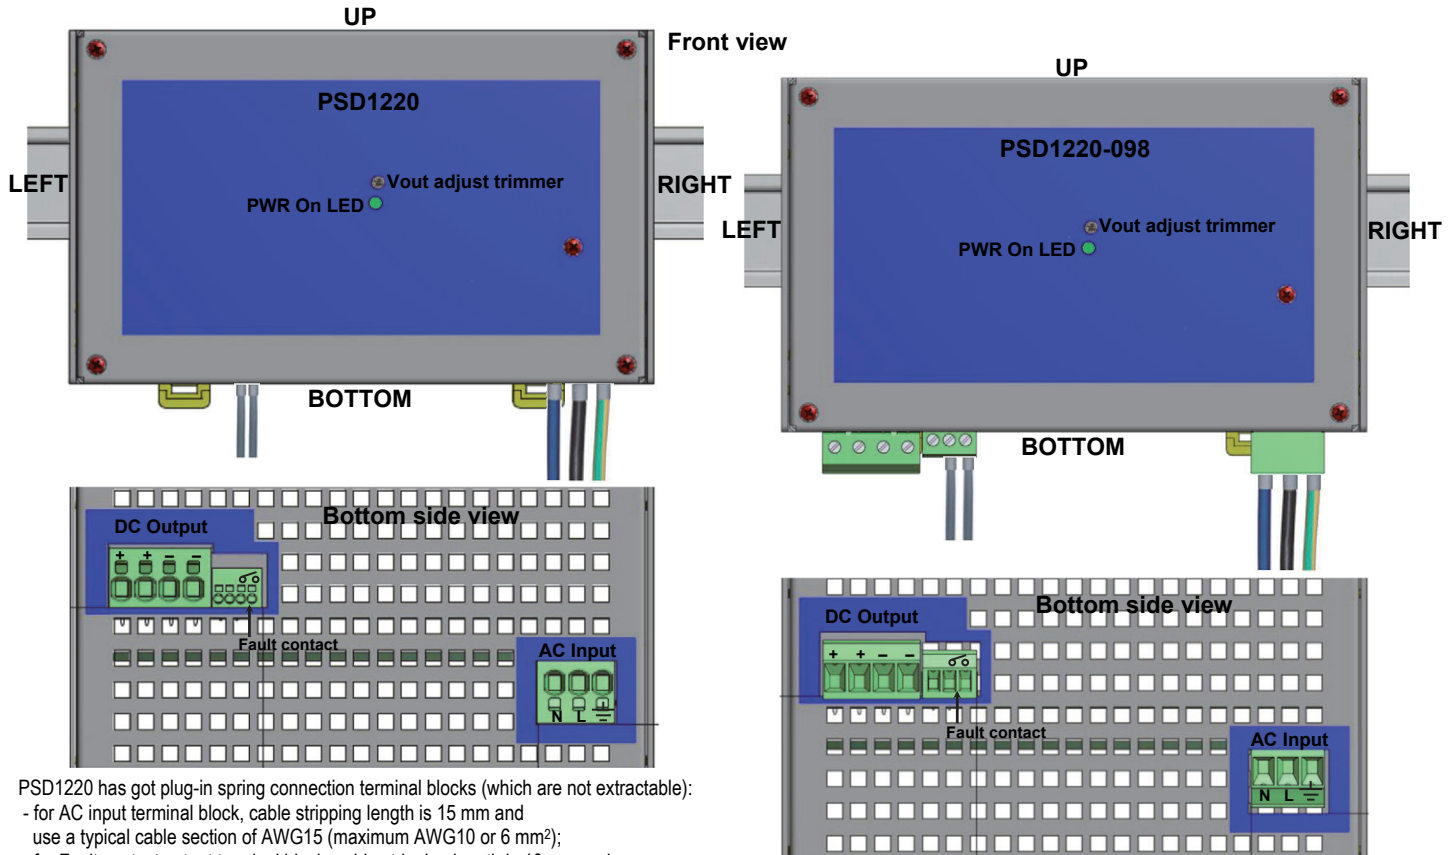 UP
Front view
PSD1220
LEFT
RIGHT
Vout adjust trimmer
PWR On LED
BOTTOM
Bottom side view
DC Output
+ + − −
Fault contact
AC Input
N L
UP
PSD1220-098
LEFT
RIGHT
Vout adjust trimmer
PWR On LED
BOTTOM
Bottom side view
DC Output
+ + − −
Fault contact
AC Input
N L
PSD1220 has got plug-in spring connection terminal blocks (which are not extractable):
- for AC input terminal block, cable stripping length is 15 mm and
use a typical cable section of AWG15 (maximum AWG10 or 6 mm²);